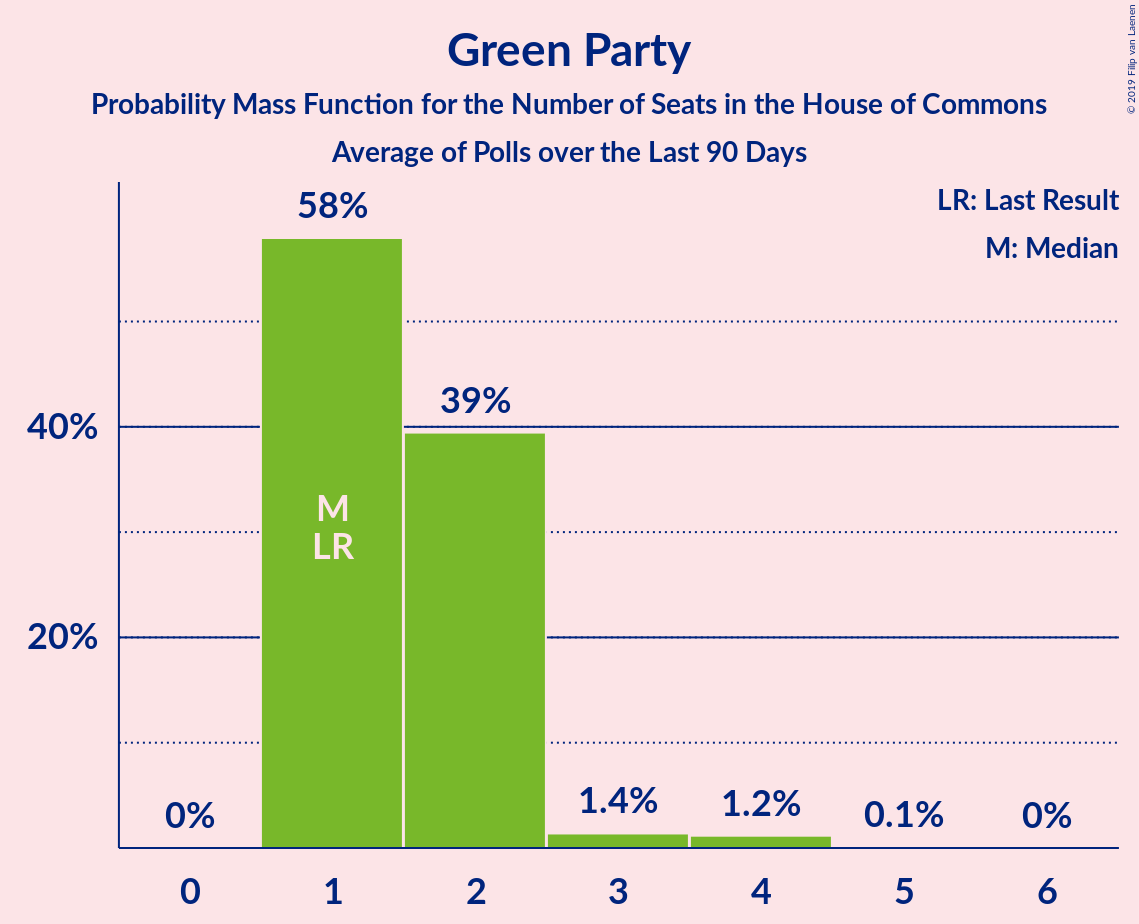 Green Party
Probability Mass Function for the Number of Seats in the House of Commons
Average of Polls over the Last 90 Days
© 2019 Filip van Laenen
LR: Last Result
M: Median
58%
39%
40%
M
LR
20%
0%
1.4%
1.2%
0.1%
0%
0 1 2 3 4 5 6